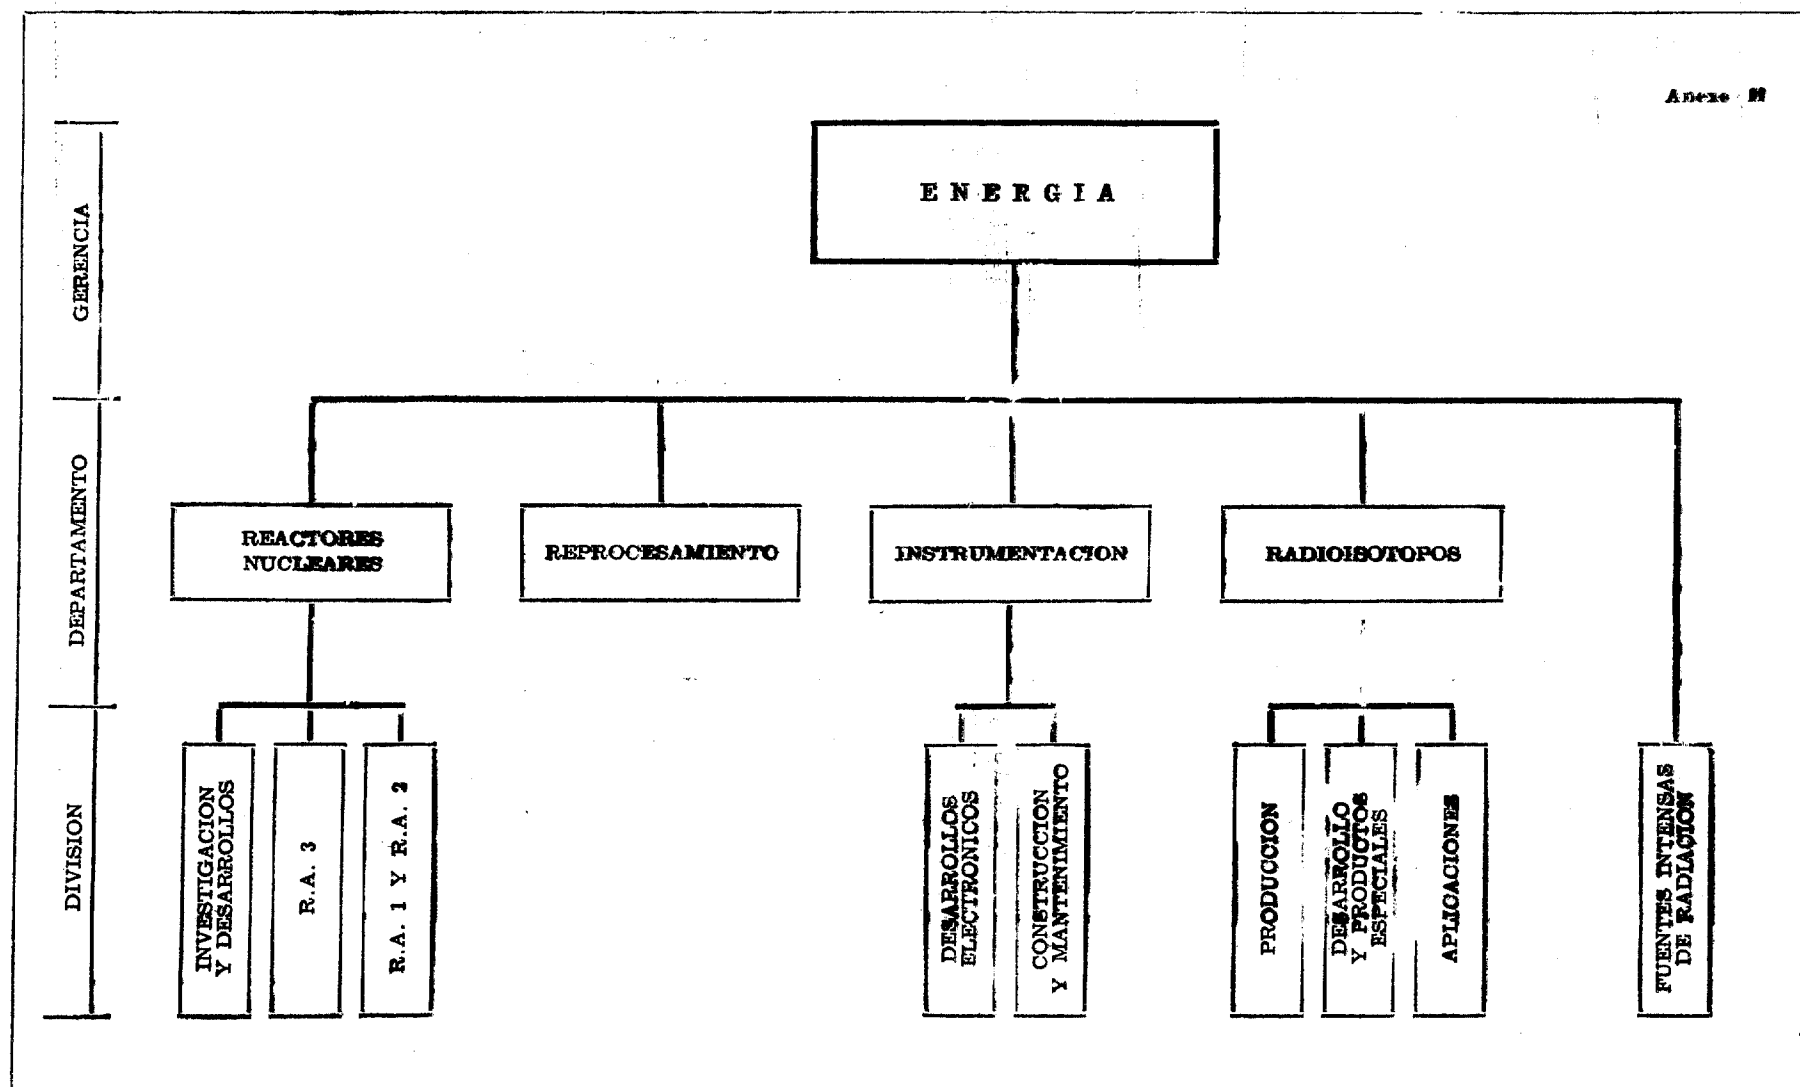 Anexo
GERENCIA
ENERGIA
DEPARTAMENTO
REACTORES
NUCLEARES
REPROCESAMIENTO
INSTRUMENTACION
RADIOISOTOPOS
DIVISION
INVESTIGACION
Y DESARROLLOS
R.A. 3
R.A. 1 Y R.A. 2
DESARROLLOS
ELECTRONICOS
CONSTRUCCION
Y MANTENIMIENTO
PRODUCCION
DESARROLLO
Y PRODUCTOS
ESPECIALES
APLICACIONES
FUENTES INTENSAS
DE RADIACION